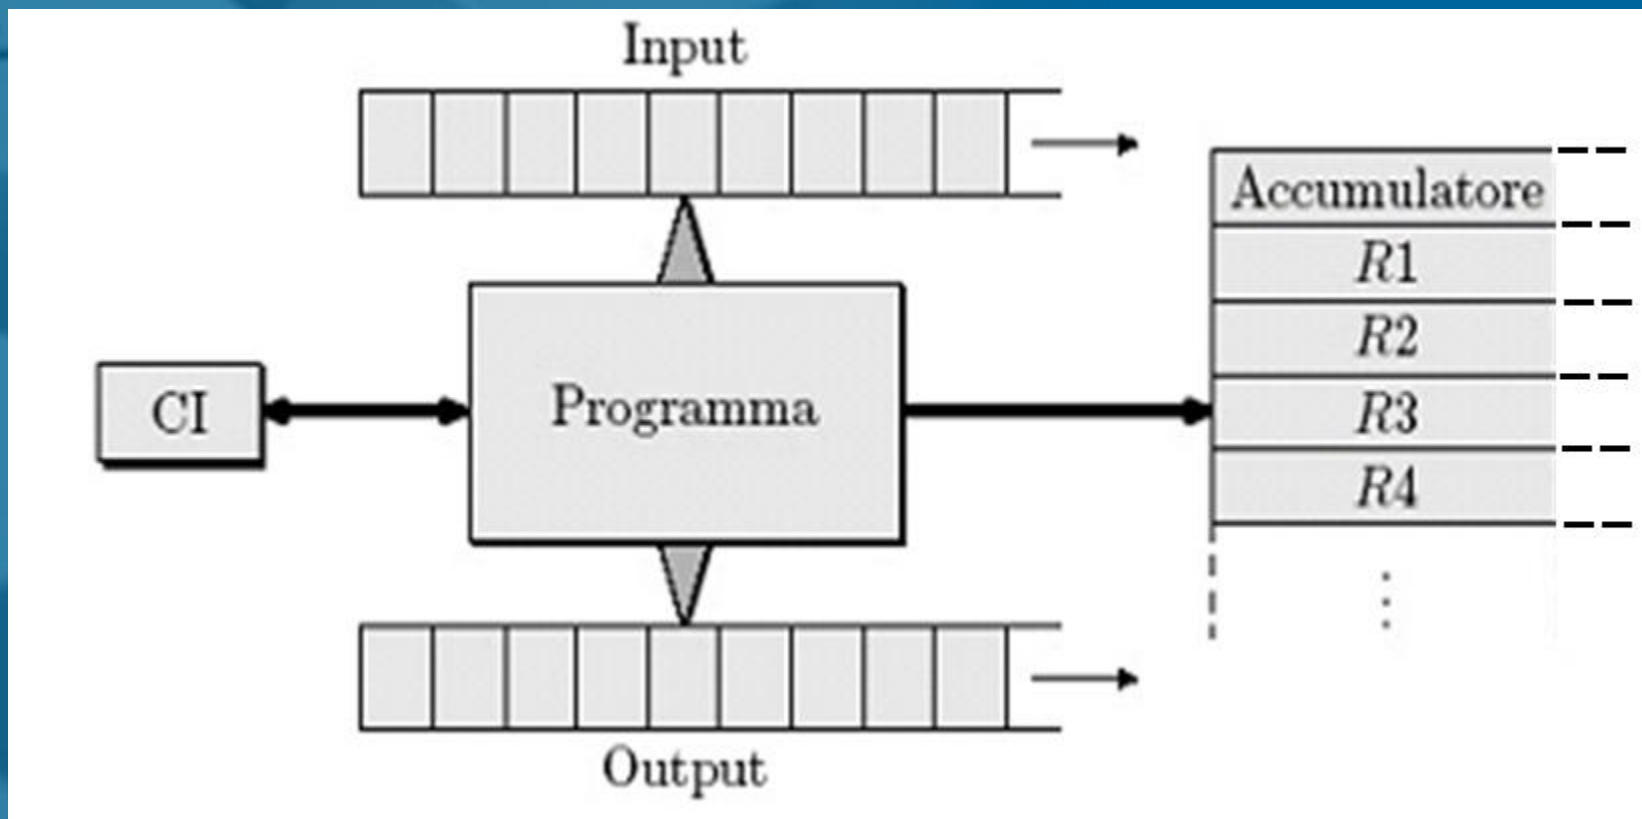 Input
Accumulatore
R1
R2
CI
Programma
R3
R4
Output